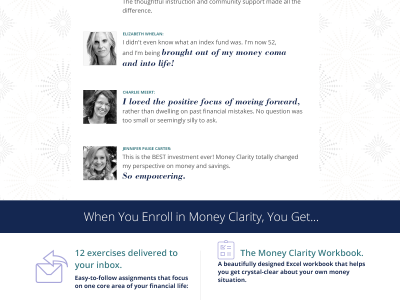 The thoughtful instruction and community support made all the
difference.
ELIZABETH WHELAN:
I didn't even know what an index fund was. I'm now 52,
and I'm being brought out of my money coma
and into life!
CHARLIE MEERT:
I loved the positive focus of moving forward,
rather than dwelling on past financial mistakes. No question was
too small or seemingly silly to ask.
JENNIFER PAIGE CARTER:
This is the BEST investment ever! Money Clarity totally changed
my perspective on money and savings.
So empowering.
When You Enroll in Money Clarity, You Get...
12 exercises delivered to
your inbox.
Easy-to-follow assignments that focus
on one core area of your financial life:
The Money Clarity Workbook.
A beautifully designed Excel workbook that helps
you get crystal-clear about your own money
situation.